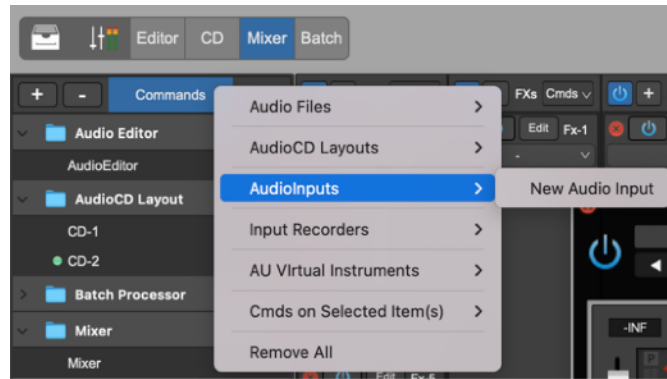 Editor CD Mixer Batch
+ - Commands
FXs Cmds
+
Edit Fx-1
Audio Files
AudioCD Layouts
AudioInputs
New Audio Input
Input Recorders
AU VIrtual Instruments
Cmds on Selected Item(s)
Remove All
Audio Editor
AudioEditor
AudioCD Layout
CD-1
CD-2
Batch Processor
Mixer
Mixer
-INF
P
Edit Fx-5